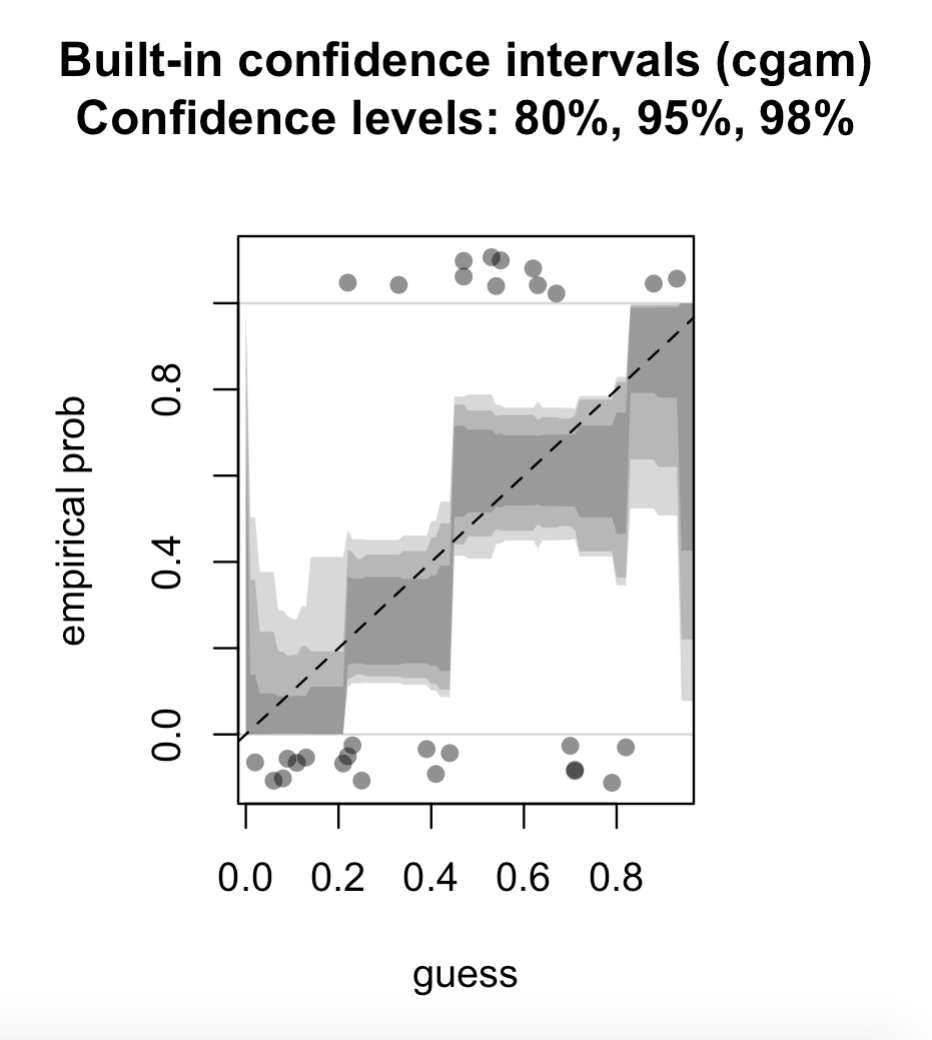 Built-in confidence intervals (cgam)
Confidence levels: 80%, 95%, 98%
empirical prob
0.8
0.4
0.0
0.0 0.2 0.4 0.6 0.8
guess